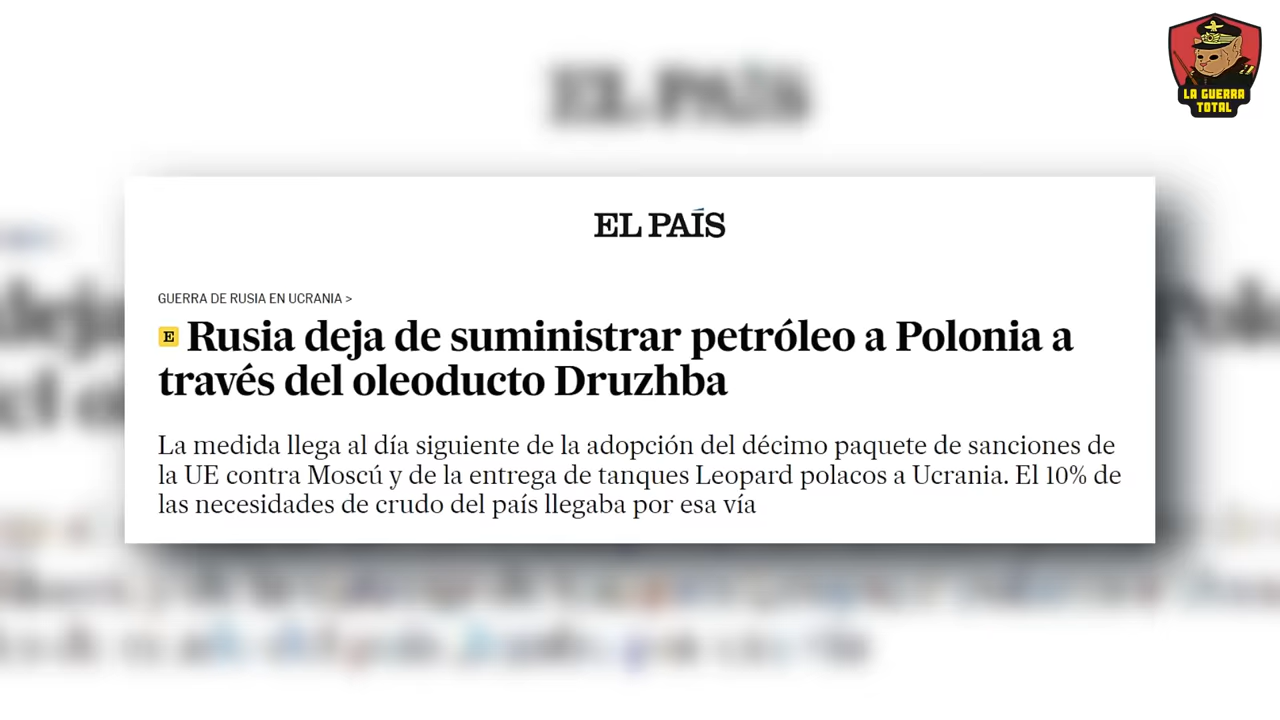 LA GUERRA
TOTAL
EL PAÍS
EL PAÍS
GUERRA DE RUSIA EN UCRANIA >
E Rusia deja de suministrar petróleo a Polonia a
través del oleoducto Druzhba
La medida llega al día siguiente de la adopción del décimo paquete de sanciones de
la UE contra Moscú y de la entrega de tanques Leopard polacos a Ucrania. El 10% de
las necesidades de crudo del país llegaba por esa vía